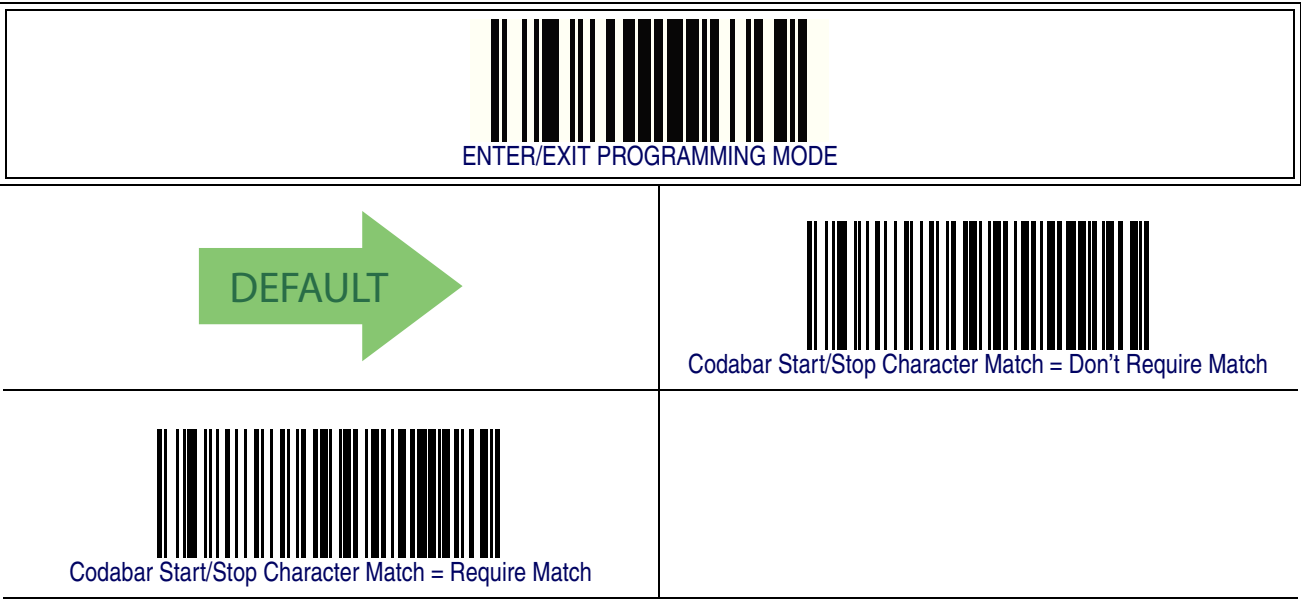 ENTER/EXIT PROGRAMMING MODE
DEFAULT
Codabar Start/Stop Character Match = Don’t Require Match
Codabar Start/Stop Character Match = Require Match